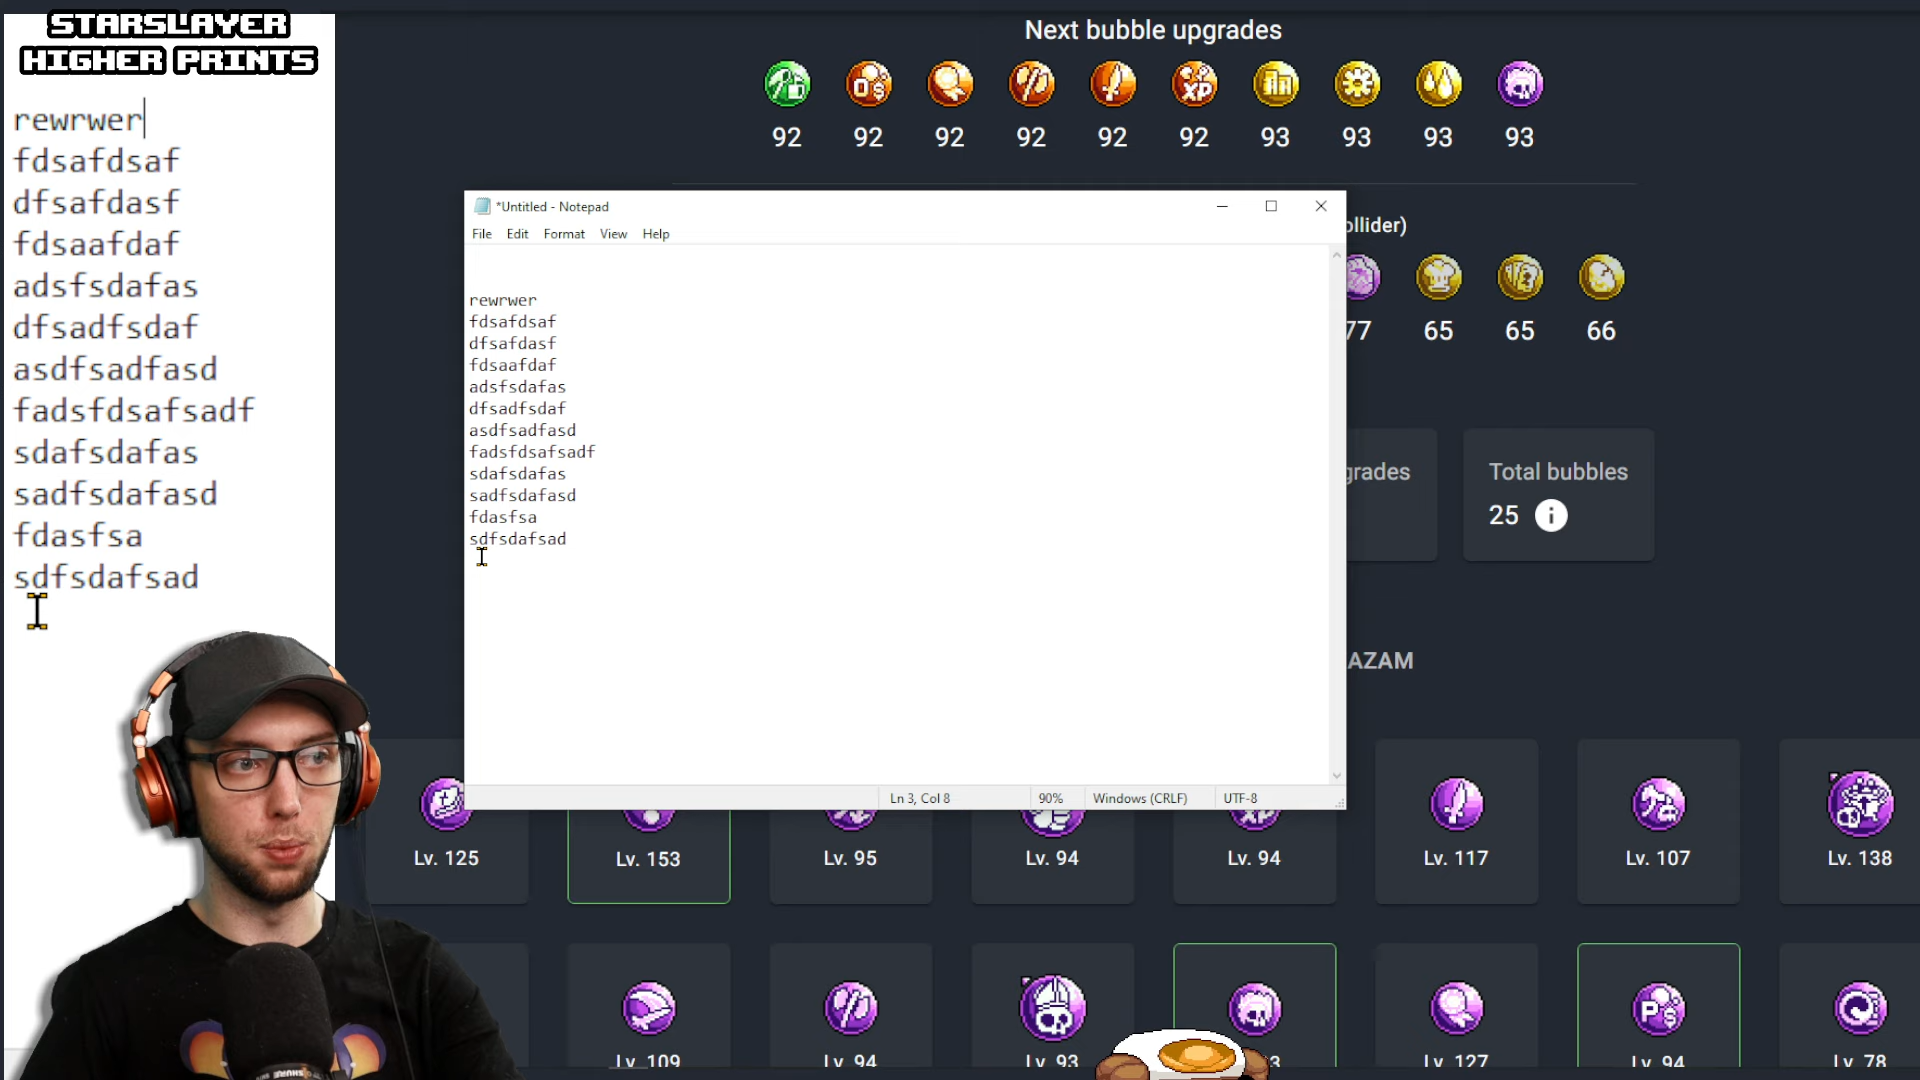 STARSLAYER
HIGHER PRINTS
rewrwer
fdsafdsaf
dfsafdasf
fdsaafdaf
adsfsdafas
dfsadfsdaf
asdfsadfasd
fadsfdsafsadf
sdafsdafas
sadfsdafasd
fdasfsa
sdfsdafsad
Next bubble upgrades
92 92 92 92 92 92 93 93 93 93
ollider)
77 65 65 66
*Untitled - Notepad
File Edit Format View Help
rewrwer
fdsafdsaf
dfsafdasf
fdsaafdaf
adsfsdafas
dfsadfsdaf
asdfsadfasd
fadsfdsafsadf
sdafsdafas
sadfsdafasd
fdasfsa
sdfsdafsad
Ln 3, Col 8 90% Windows (CRLF) UTF-8
grades
Total bubbles
25
AZAM
Lv. 125 Lv. 153 Lv. 95 Lv. 94 Lv. 94 Lv. 117 Lv. 107 Lv. 138
Lv. 109 Lv. 94 Lv. 93 3 Lv. 127 Lv. 94 Lv. 78